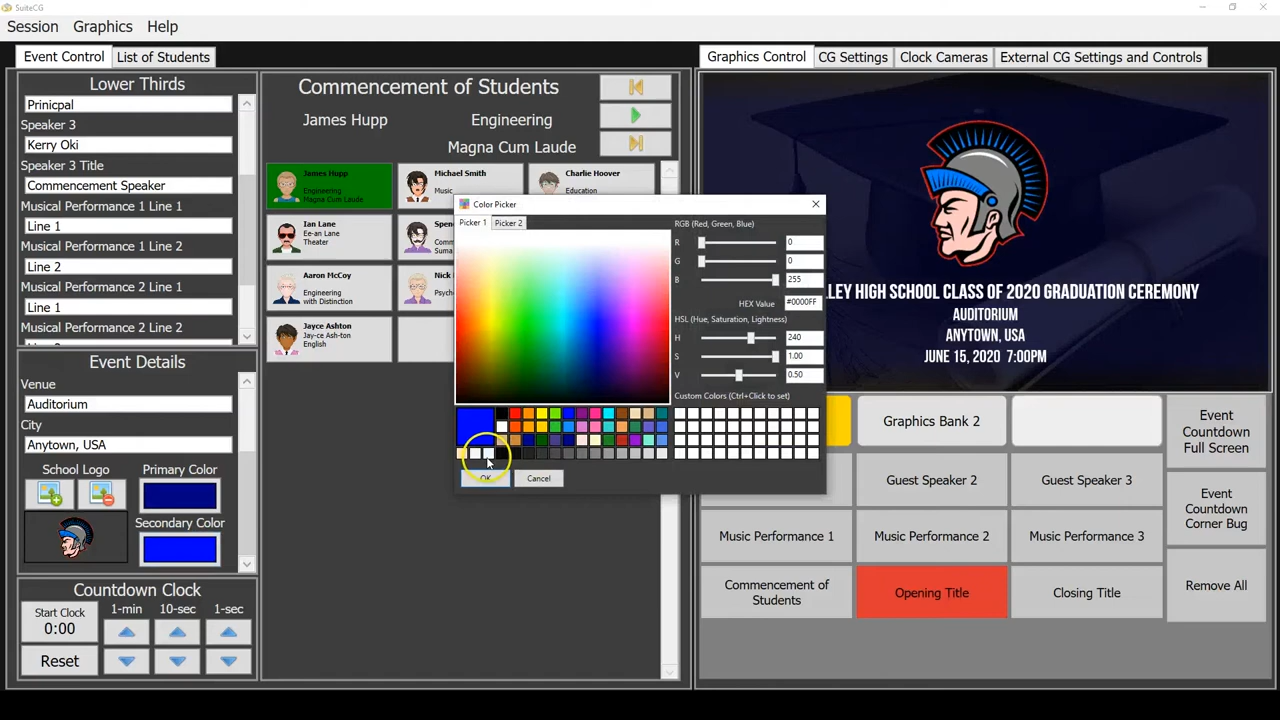 SuiteCG
Session Graphics Help
Event Control List of Students
Lower Thirds
Prinicpal
Speaker 3
Kerry Oki
Speaker 3 Title
Commencement Speaker
Musical Performance 1 Line 1
Line 1
Musical Performance 1 Line 2
Line 2
Musical Performance 2 Line 1
Line 1
Musical Performance 2 Line 2
Event Details
Venue
Auditorium
City
Anytown, USA
School Logo
Primary Color
Secondary Color
Countdown Clock
Start Clock
0:00
1-min 10-sec 1-sec
Reset
Commencement of Students
James Hupp Engineering
Magna Cum Laude
James Hupp
Engineering
Magna Cum Laude
Michael Smith
Music
Charlie Hoover
Education
Ian Lane
Ee-an Lane
Theater
Aaron McCoy
Engineering
with Distinction
Nick
Jayce Ashton
Jay-ce Ash-ton
English
Color Picker
Picker 1 Picker 2
RGB (Red, Green, Blue)
R 0
G 0
B 255
HEX Value #0000FF
HSL (Hue, Saturation, Lightness)
H 240
S 1.00
V 0.50
Custom Colors (Ctrl+Click to set)
OK Cancel
Graphics Control CG Settings Clock Cameras External CG Settings and Controls
LLEY HIGH SCHOOL CLASS OF 2020 GRADUATION CEREMONY
AUDITORIUM
ANYTOWN, USA
JUNE 15, 2020 7:00PM
Graphics Bank 2
Event
Countdown
Full Screen
Guest Speaker 2 Guest Speaker 3
Event
Countdown
Corner Bug
Music Performance 1 Music Performance 2 Music Performance 3
Commencement of
Students
Opening Title Closing Title
Remove All